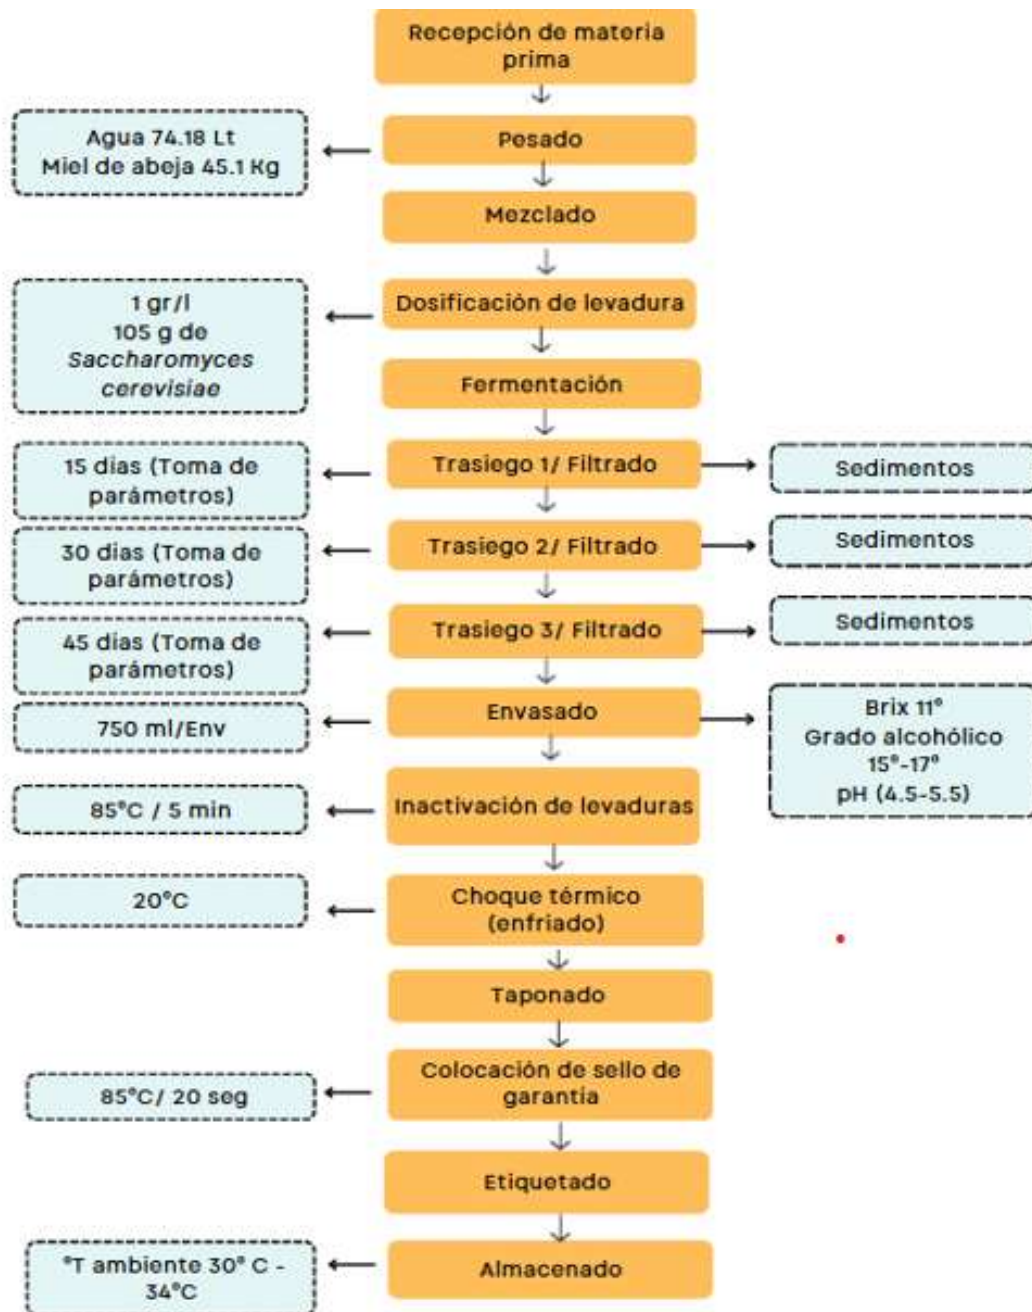 Recepción de materia
prima
Agua 74.18 Lt
Miel de abeja 45.1 Kg
Pesado
Mezclado
1 gr/l
105 g de
Saccharomyces
cerevisiae
Dosificación de levadura
Fermentación
15 días (Toma de
parámetros)
Trasiego 1/ Filtrado
Sedimentos
30 días (Toma de
parámetros)
Trasiego 2/ Filtrado
Sedimentos
45 días (Toma de
parámetros)
Trasiego 3/ Filtrado
Sedimentos
750 ml/Env
Envasado
Brix 11°
Grado alcohólico
15°-17°
pH (4.5-5.5)
85°C / 5 min
Inactivación de levaduras
20°C
Choque térmico
(enfriado)
Taponado
85°C/ 20 seg
Colocación de sello de
garantía
Etiquetado
°T ambiente 30° C -
34°C
Almacenado